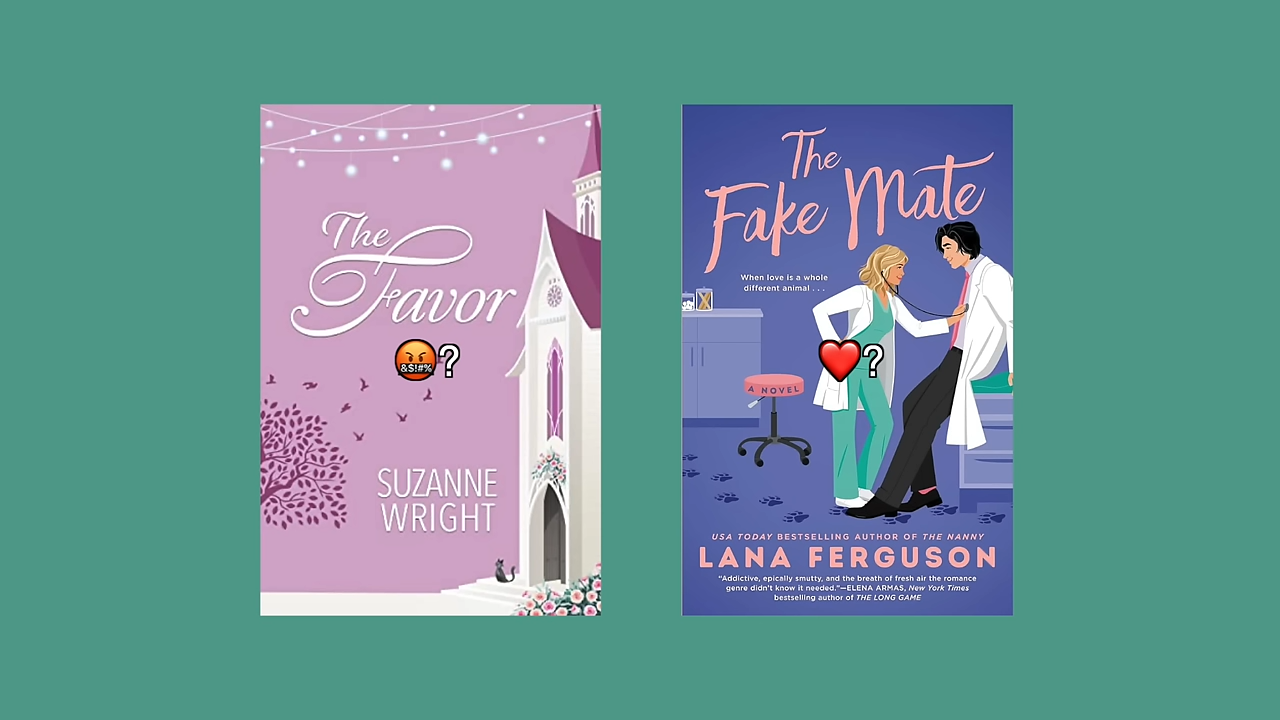 The
Favor
&$!#%
?
SUZANNE
WRIGHT
The
Fake Mate
When love is a whole
different animal . . .
?
A NOVEL
USA TODAY BESTSELLING AUTHOR OF THE NANNY
LANA FERGUSON
“Addictive, epically smutty, and the breath of fresh air the romance
genre didn’t know it needed.”—ELENA ARMAS, New York Times
bestselling author of THE LONG GAME